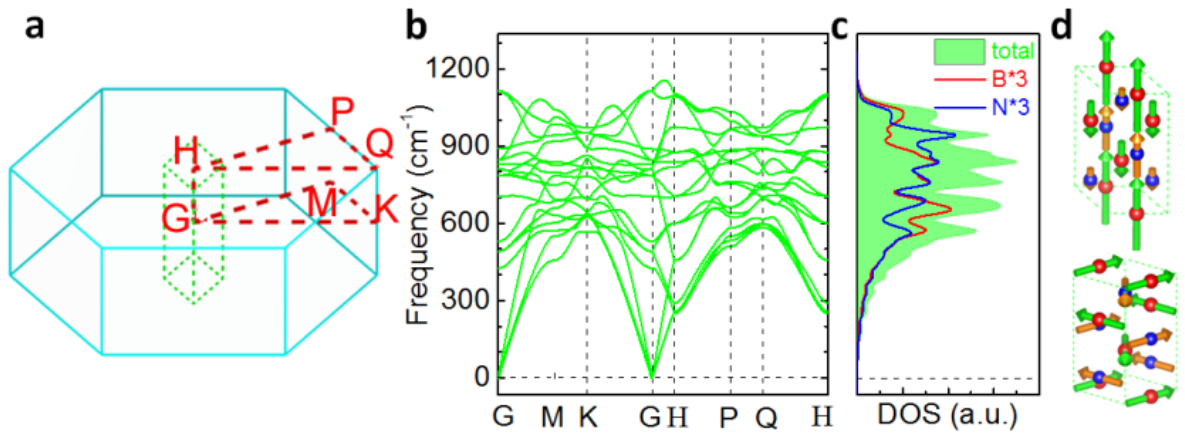 a
b
c
d
P
H
Q
M
K
G
Frequency (cm⁻¹)
1200
900
600
300
0
G M K G H P Q H
total
B*3
N*3
DOS (a.u.)